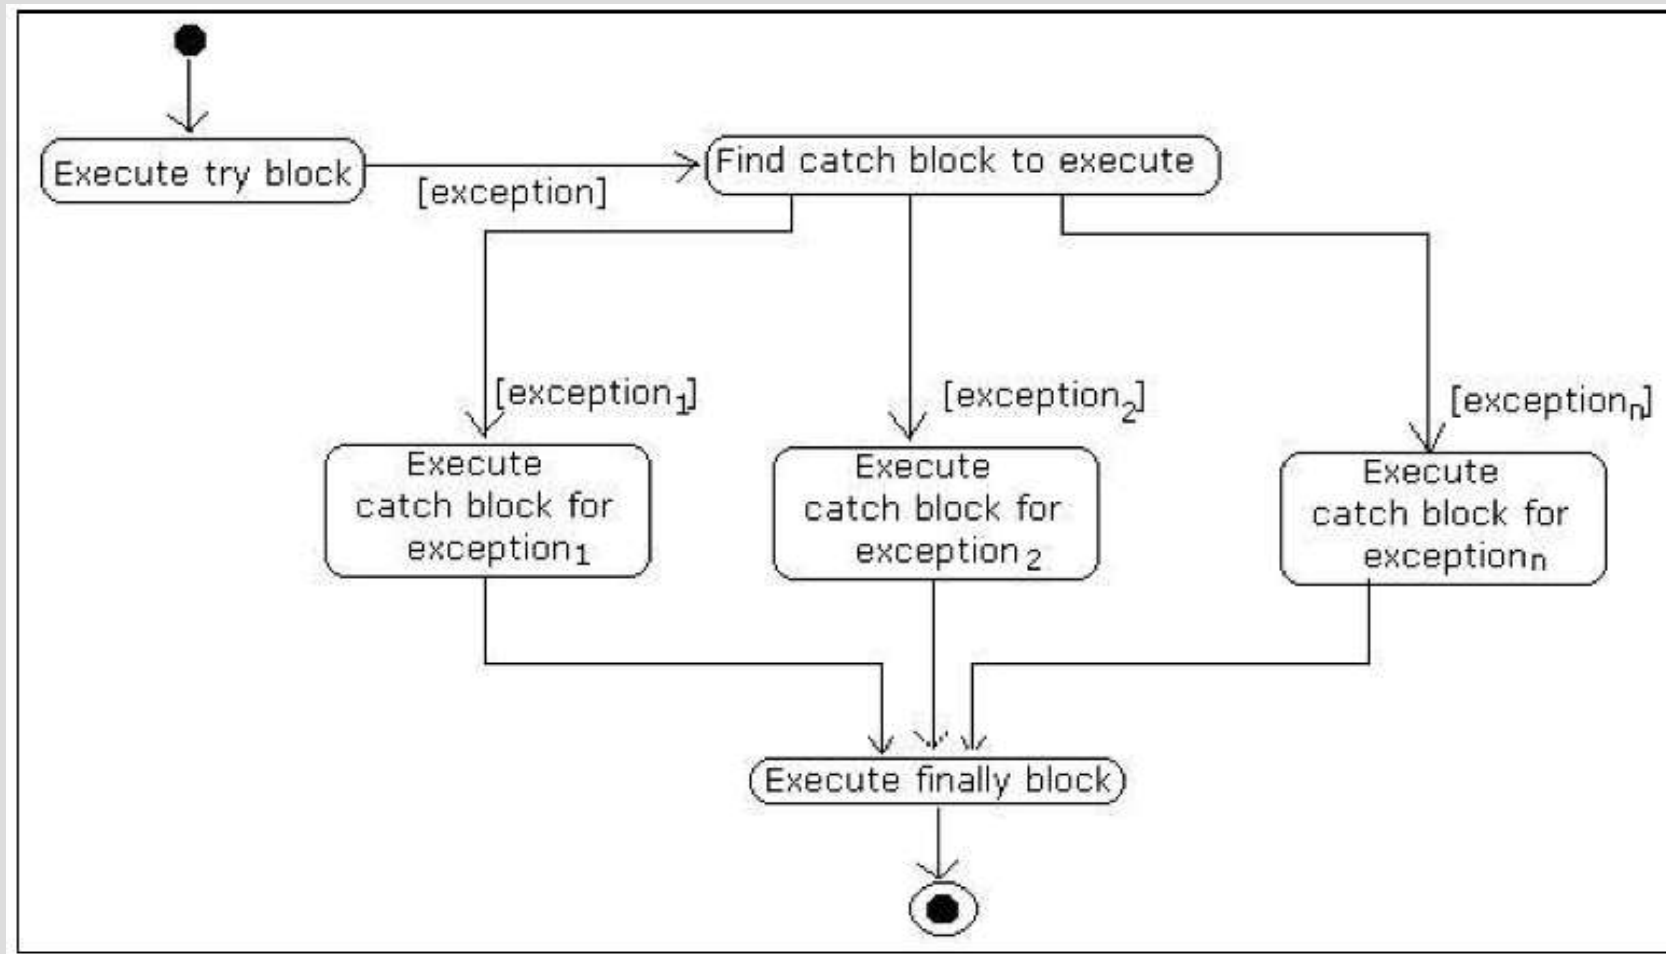 Execute try block
Find catch block to execute
[exception]
[exception₁]
[exception₂]
[exceptionₙ]
Execute
catch block for
exception₁
Execute
catch block for
exception₂
Execute
catch block for
exceptionₙ
Execute finally block